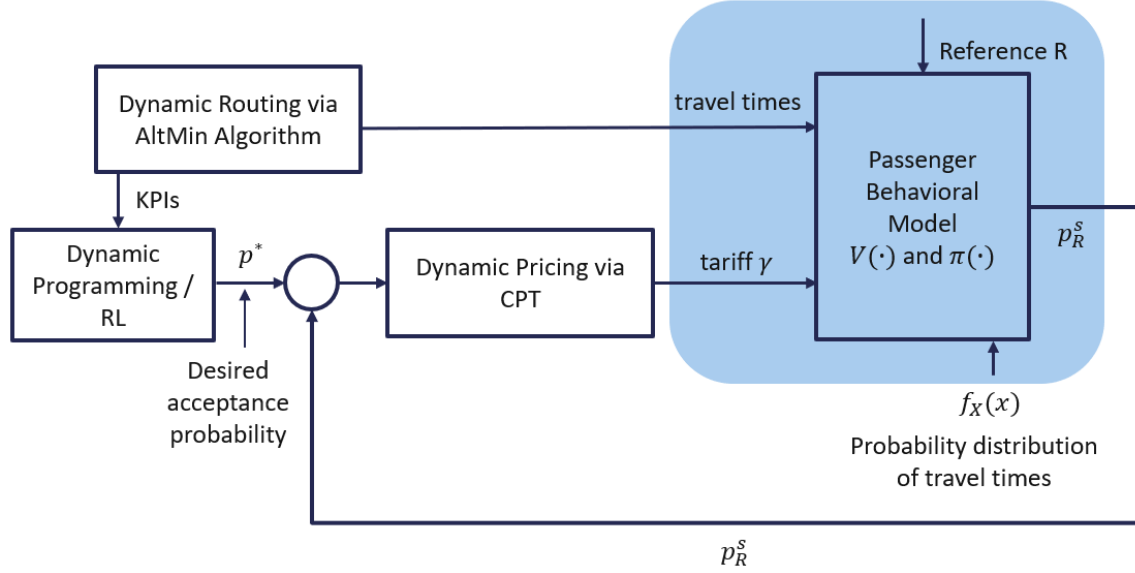 Reference R
Dynamic Routing via
AltMin Algorithm
travel times
Passenger
Behavioral
Model
V(·) and π(·)
KPIs
Dynamic
Programming /
RL
p*
Dynamic Pricing via
CPT
tariff γ
p_R^s
Desired
acceptance
probability
f_X(x)
Probability distribution
of travel times
p_R^s